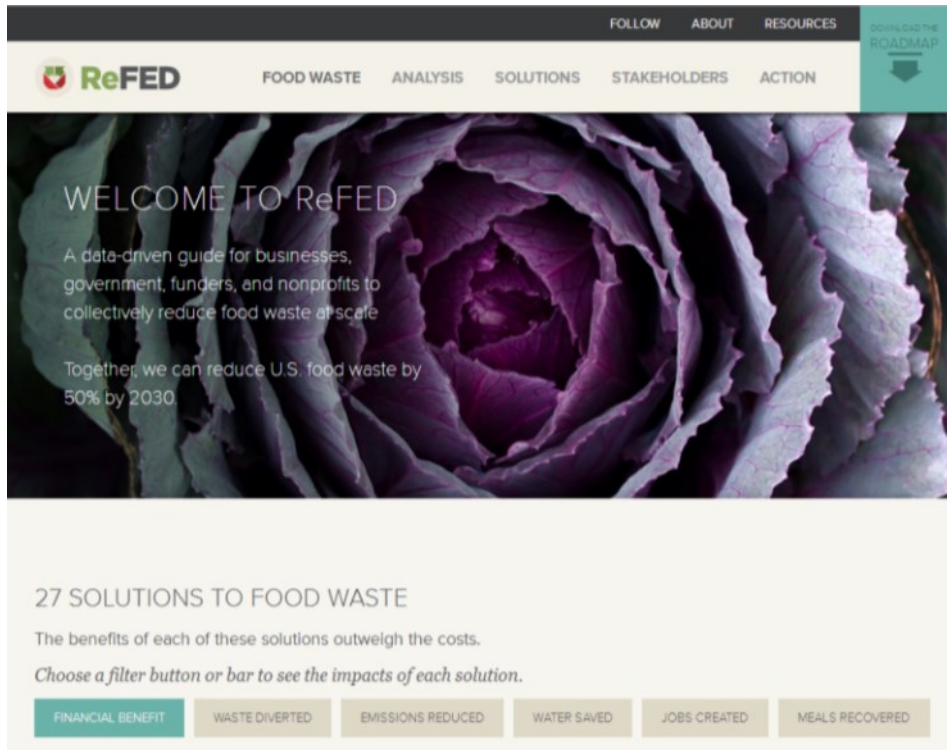 FOLLOW ABOUT RESOURCES
DOWNLOAD THE
ROADMAP
ReFED
FOOD WASTE ANALYSIS SOLUTIONS STAKEHOLDERS ACTION
WELCOME TO ReFED
A data-driven guide for businesses,
government, funders, and nonprofits to
collectively reduce food waste at scale
Together, we can reduce U.S. food waste by
50% by 2030.
27 SOLUTIONS TO FOOD WASTE
The benefits of each of these solutions outweigh the costs.
Choose a filter button or bar to see the impacts of each solution.
FINANCIAL BENEFIT WASTE DIVERTED EMISSIONS REDUCED WATER SAVED JOBS CREATED MEALS RECOVERED